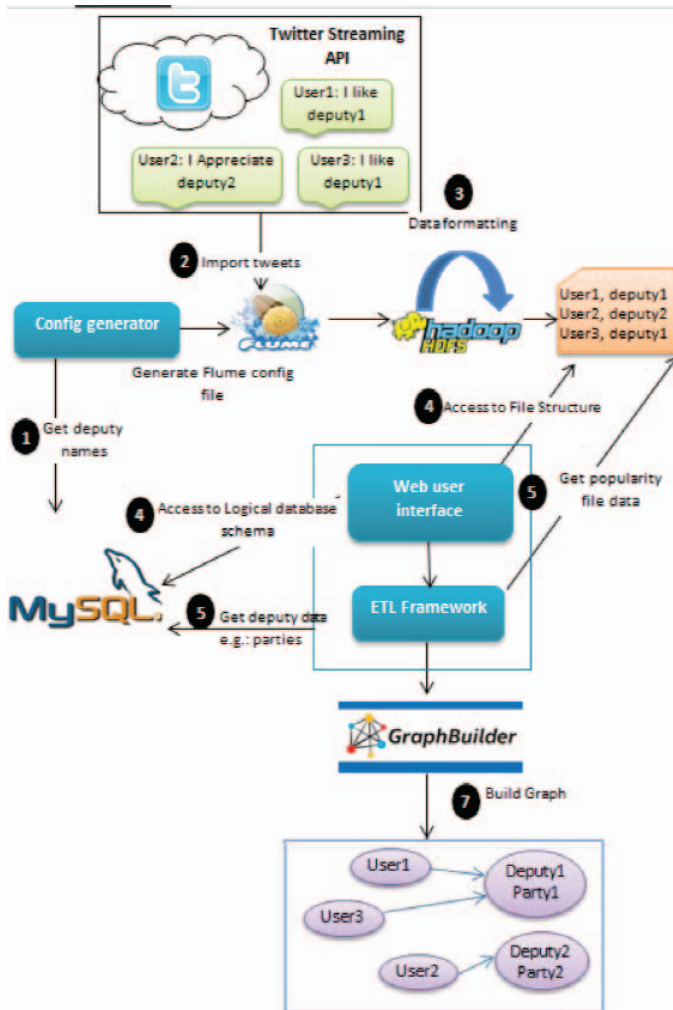 Twitter Streaming
API
User1: I like
deputy1
User2: I Appreciate
deputy2
User3: I like
deputy1
3
Data formatting
2 Import tweets
Config generator
flume
hadoop
HDFS
User1, deputy1
User2, deputy2
User3, deputy1
Generate Flume config
file
1 Get deputy
names
4 Access to File Structure
Web user
interface
5 Get popularity
file data
4 Access to Logical database
schema
MySQL
5 Get deputy data
e.g.: parties
ETL Framework
GraphBuilder
7 Build Graph
User1
Deputy1
Party1
User3
Deputy2
Party2
User2